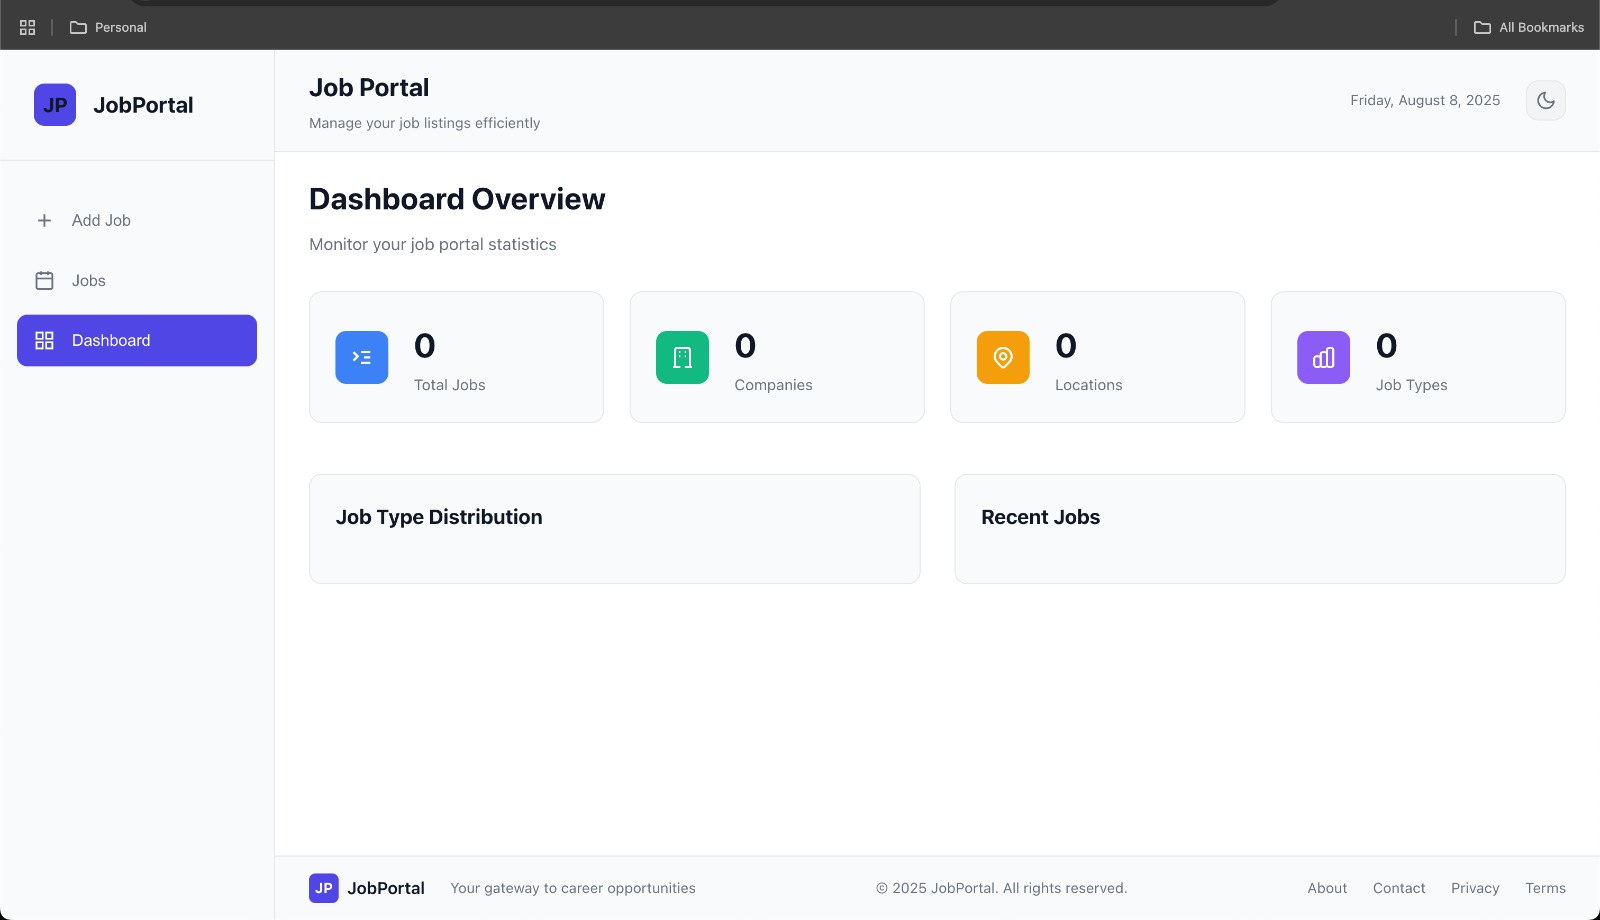 Personal
All Bookmarks
JP
JobPortal
Add Job
Jobs
Dashboard
Job Portal
Manage your job listings efficiently
Friday, August 8, 2025
Dashboard Overview
Monitor your job portal statistics
0
Total Jobs
0
Companies
0
Locations
0
Job Types
Job Type Distribution
Recent Jobs
JP
JobPortal
Your gateway to career opportunities
© 2025 JobPortal. All rights reserved.
About
Contact
Privacy
Terms